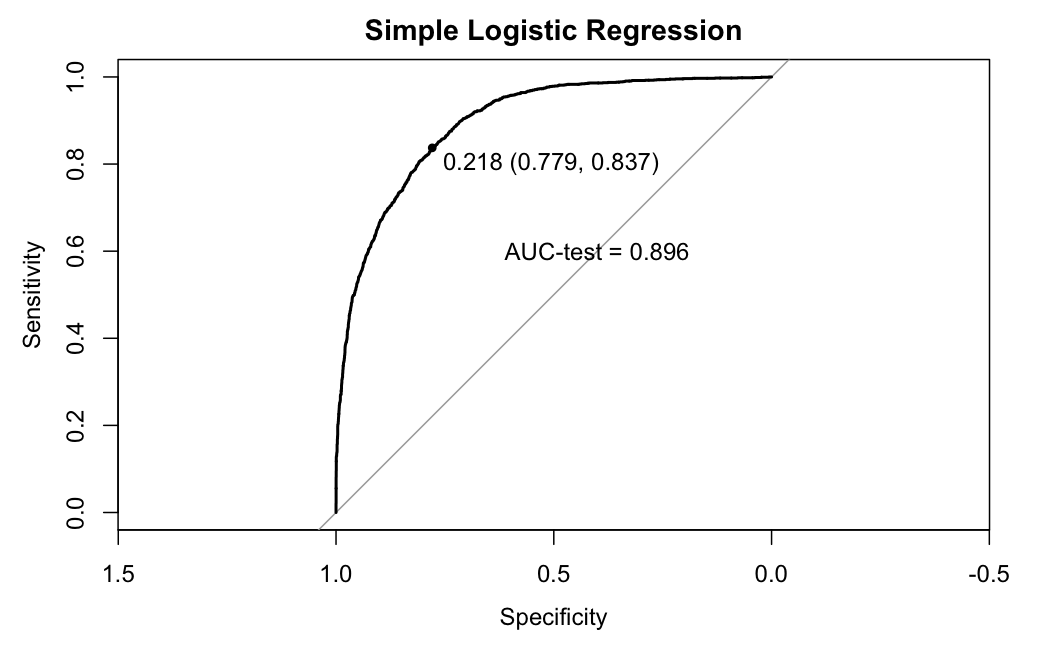 Simple Logistic Regression
Sensitivity
1.0
0.8
0.6
0.4
0.2
0.0
0.218 (0.779, 0.837)
AUC-test = 0.896
1.5 1.0 0.5 0.0 -0.5
Specificity